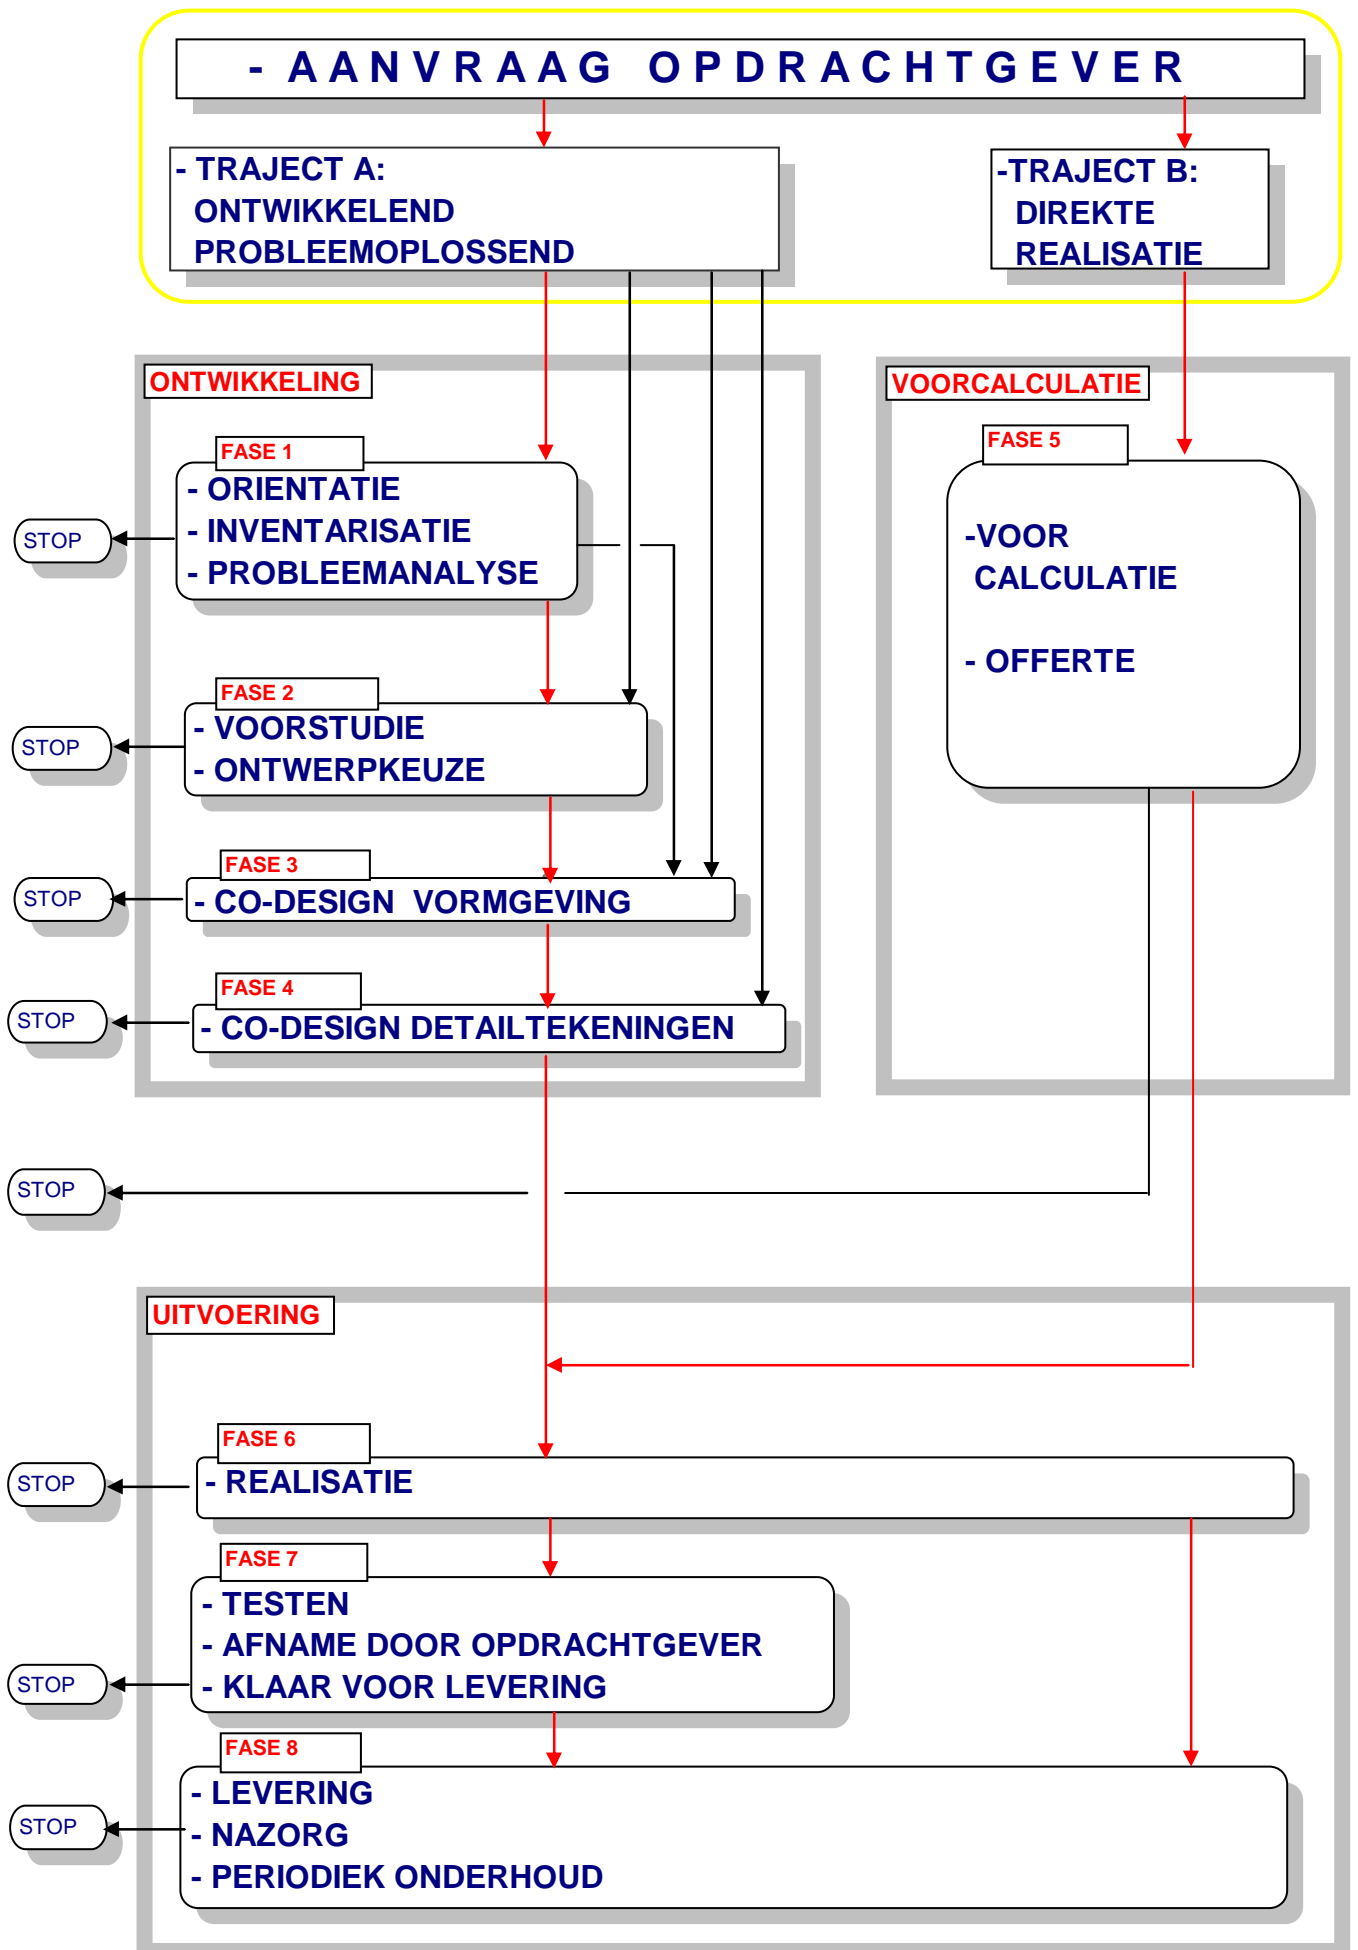 - A A N V R A A G  O P D R A C H T G E V E R
- TRAJECT A:
ONTWIKKELEND
PROBLEEMOPLOSSEND
-TRAJECT B:
DIREKTE
REALISATIE
ONTWIKKELING
FASE 1
- ORIENTATIE
- INVENTARISATIE
- PROBLEEMANALYSE
STOP
FASE 2
- VOORSTUDIE
- ONTWERPKEUZE
STOP
FASE 3
- CO-DESIGN  VORMGEVING
STOP
FASE 4
- CO-DESIGN DETAILTEKENINGEN
STOP
VOORCALCULATIE
FASE 5
-VOOR
CALCULATIE
- OFFERTE
STOP
UITVOERING
FASE 6
- REALISATIE
STOP
FASE 7
- TESTEN
- AFNAME DOOR OPDRACHTGEVER
- KLAAR VOOR LEVERING
STOP
FASE 8
- LEVERING
- NAZORG
- PERIODIEK ONDERHOUD
STOP